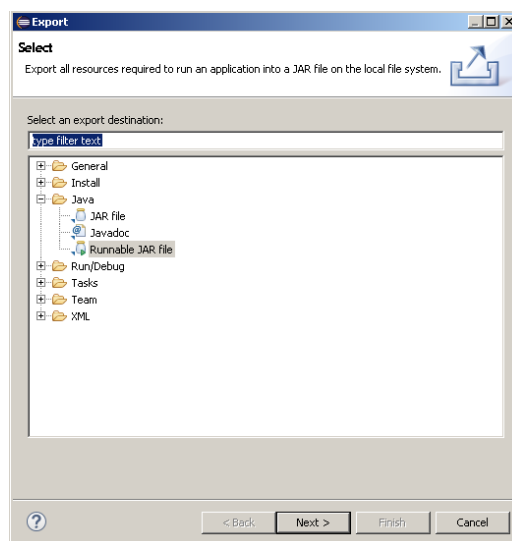 Export
Select
Export all resources required to run an application into a JAR file on the local file system.
Select an export destination:
type filter text
General
Install
Java
JAR file
Javadoc
Runnable JAR file
Run/Debug
Tasks
Team
XML
< Back Next > Finish Cancel